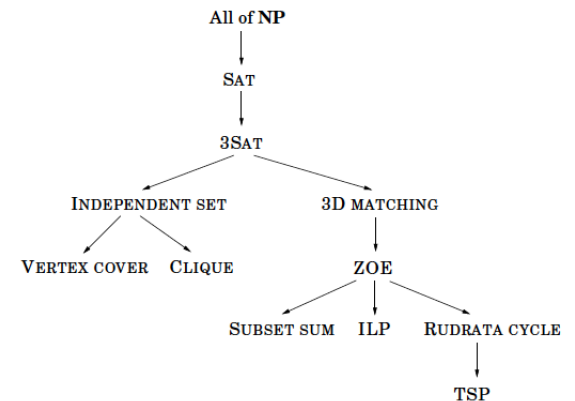 All of NP
SAT
3SAT
INDEPENDENT SET 3D MATCHING
VERTEX COVER CLIQUE ZOE
SUBSET SUM ILP RUDRATA CYCLE
TSP